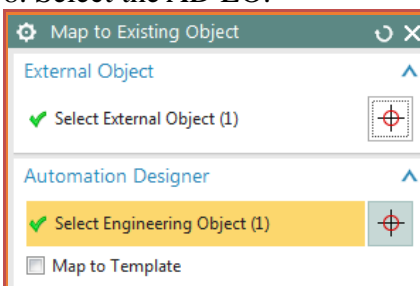 Map to Existing Object
External Object
Select External Object (1)
Automation Designer
Select Engineering Object (1)
Map to Template